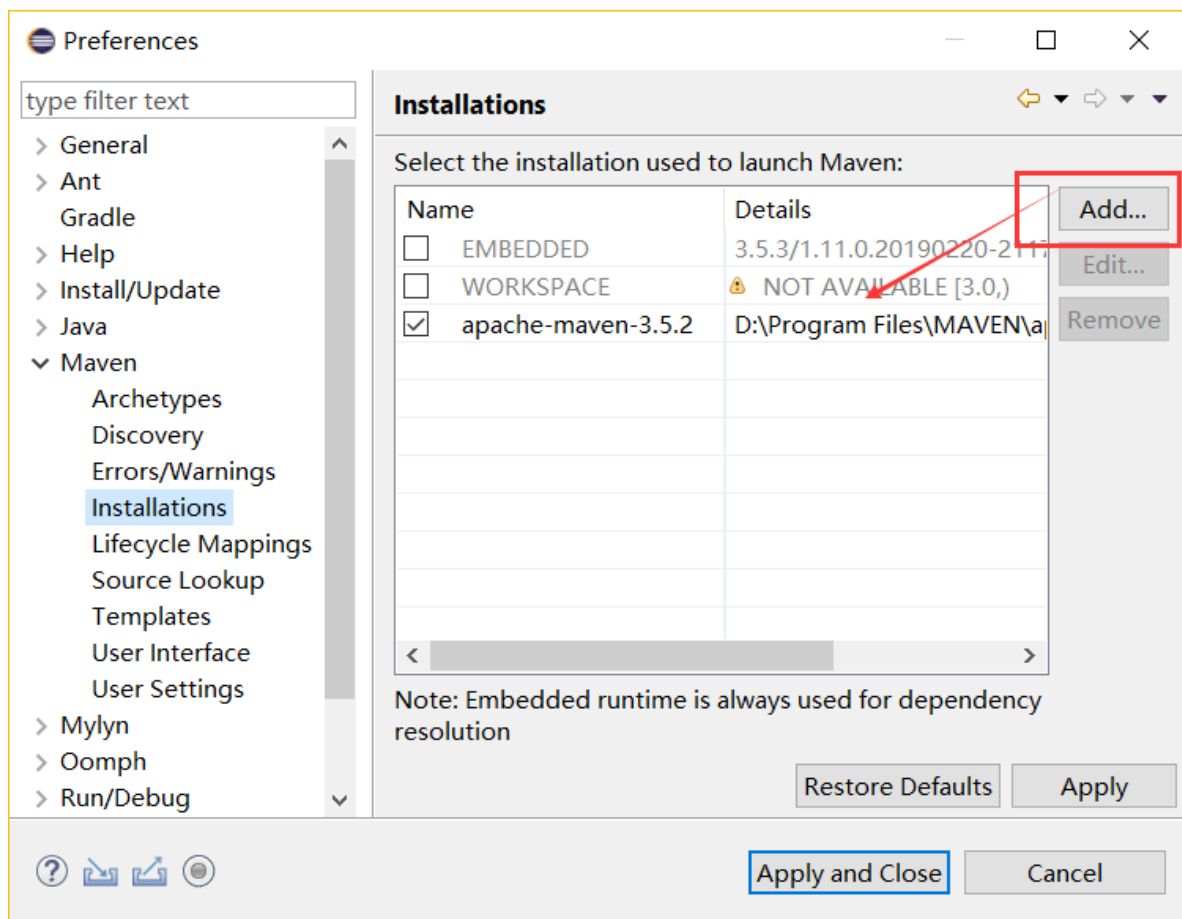 Preferences
type filter text
General
Ant
Gradle
Help
Install/Update
Java
Maven
Archetypes
Discovery
Errors/Warnings
Installations
Lifecycle Mappings
Source Lookup
Templates
User Interface
User Settings
Mylyn
Oomph
Run/Debug
Installations
Select the installation used to launch Maven:
Name Details
EMBEDDED 3.5.3/1.11.0.20190220-2117
WORKSPACE NOT AVAILABLE [3.0,)
apache-maven-3.5.2 D:\Program Files\MAVEN\a
Add...
Edit...
Remove
Note: Embedded runtime is always used for dependency
resolution
Restore Defaults Apply
Apply and Close Cancel